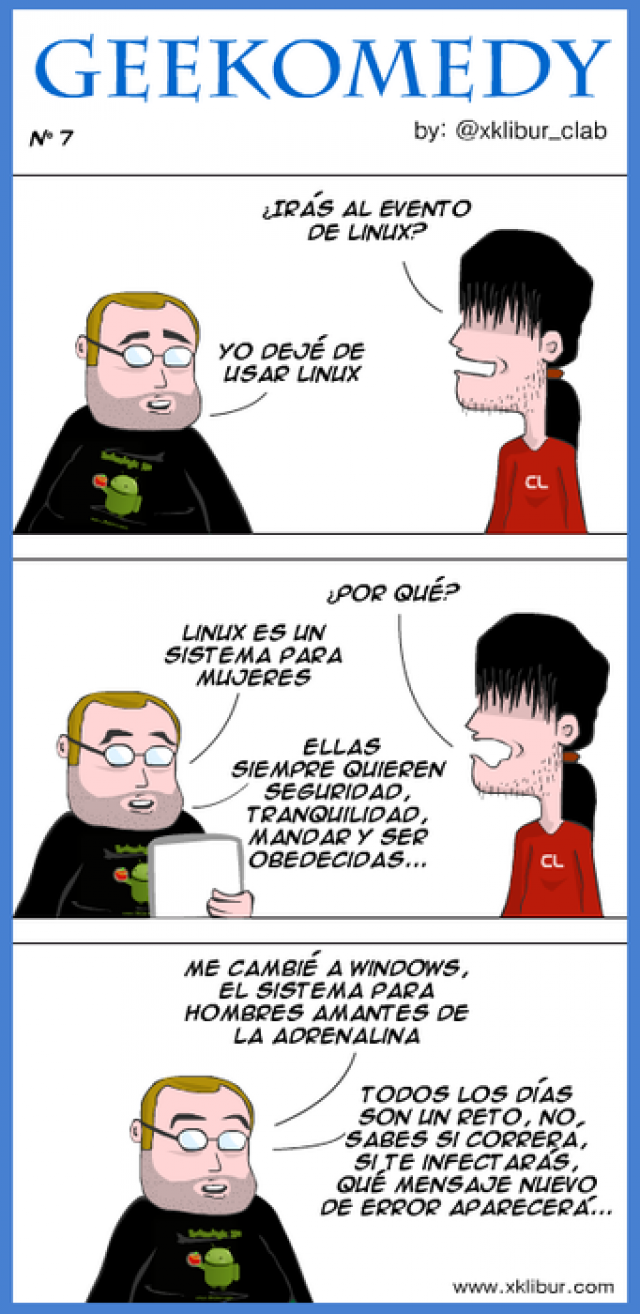 GEEKOMEDY
Nº 7
by: @xklibur_clab
¿IRÁS AL EVENTO
DE LINUX?
YO DEJÉ DE
USAR LINUX
CL
¿POR QUÉ?
LINUX ES UN
SISTEMA PARA
MUJERES
ELLAS
SIEMPRE QUIEREN
SEGURIDAD,
TRANQUILIDAD,
MANDAR Y SER
OBEDECIDAS...
CL
ME CAMBIÉ A WINDOWS,
EL SISTEMA PARA
HOMBRES AMANTES DE
LA ADRENALINA
TODOS LOS DÍAS
SON UN RETO, NO,
SABES SI CORRERA,
SI TE INFECTARÁS,
QUÉ MENSAJE NUEVO
DE ERROR APARECERÁ...
www.xklibur.com